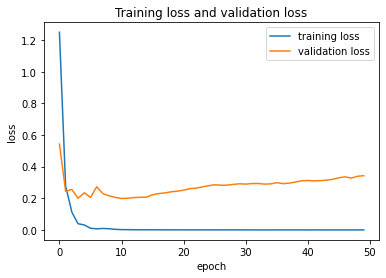 Training loss and validation loss
training loss
validation loss
loss
1.2
1.0
0.8
0.6
0.4
0.2
0.0
0 10 20 30 40 50
epoch